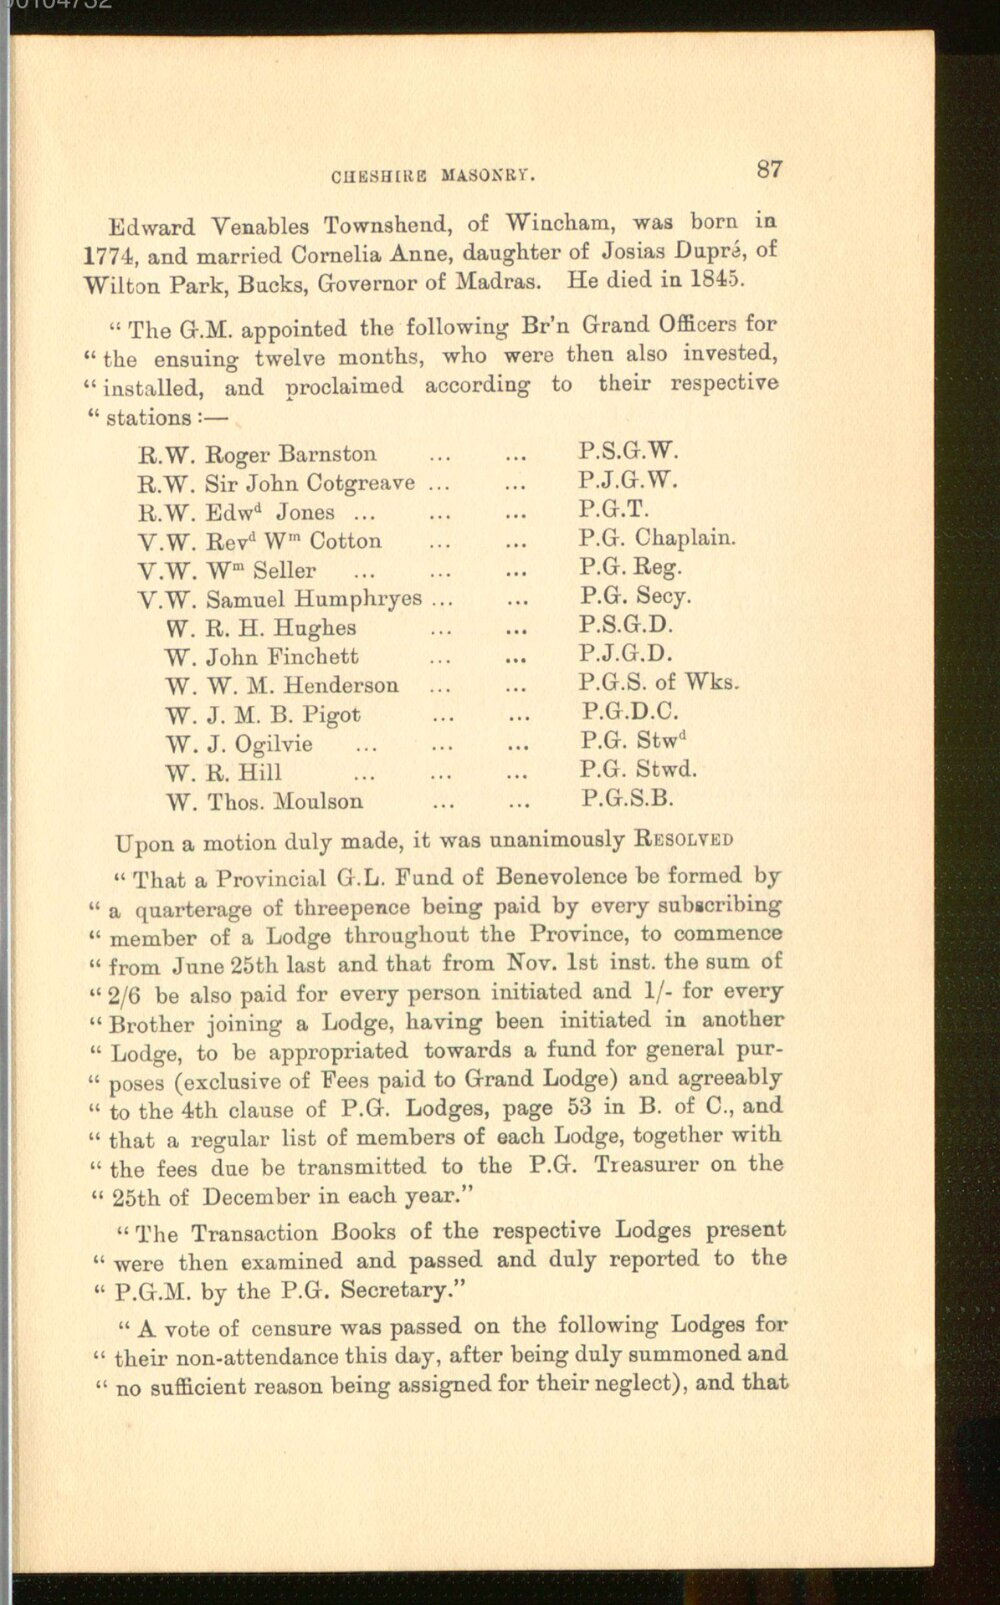 CHESHIRE MASONRY. 87
Edward Venables Townshend, of Wincham, was born in
1774, and married Cornelia Anne, daughter of Josias Dupré, of
Wilton Park, Bucks, Governor of Madras. He died in 1845.
“ The G.M. appointed the following Br’n Grand Officers for
“ the ensuing twelve months, who were then also invested,
“ installed, and proclaimed according to their respective
“ stations :—
R.W. Roger Barnston ... ... P.S.G.W.
R.W. Sir John Cotgreave ... ... P.J.G.W.
R.W. Edwᵈ Jones ... ... ... P.G.T.
V.W. Revᵈ Wᵐ Cotton ... ... P.G. Chaplain.
V.W. Wᵐ Seller ... ... ... P.G. Reg.
V.W. Samuel Humphryes ... ... P.G. Secy.
W. R. H. Hughes ... ... P.S.G.D.
W. John Finchett ... ... P.J.G.D.
W. W. M. Henderson ... ... P.G.S. of Wks.
W. J. M. B. Pigot ... ... P.G.D.C.
W. J. Ogilvie ... ... ... P.G. Stwᵈ
W. R. Hill ... ... ... P.G. Stwd.
W. Thos. Moulson ... ... P.G.S.B.
Upon a motion duly made, it was unanimously RESOLVED
“ That a Provincial G.L. Fund of Benevolence be formed by
“ a quarterage of threepence being paid by every subscribing
“ member of a Lodge throughout the Province, to commence
“ from June 25th last and that from Nov. 1st inst. the sum of
“ 2/6 be also paid for every person initiated and 1/- for every
“ Brother joining a Lodge, having been initiated in another
“ Lodge, to be appropriated towards a fund for general pur-
“ poses (exclusive of Fees paid to Grand Lodge) and agreeably
“ to the 4th clause of P.G. Lodges, page 53 in B. of C., and
“ that a regular list of members of each Lodge, together with
“ the fees due be transmitted to the P.G. Treasurer on the
“ 25th of December in each year.”
“ The Transaction Books of the respective Lodges present
“ were then examined and passed and duly reported to the
“ P.G.M. by the P.G. Secretary.”
“ A vote of censure was passed on the following Lodges for
“ their non-attendance this day, after being duly summoned and
“ no sufficient reason being assigned for their neglect), and that